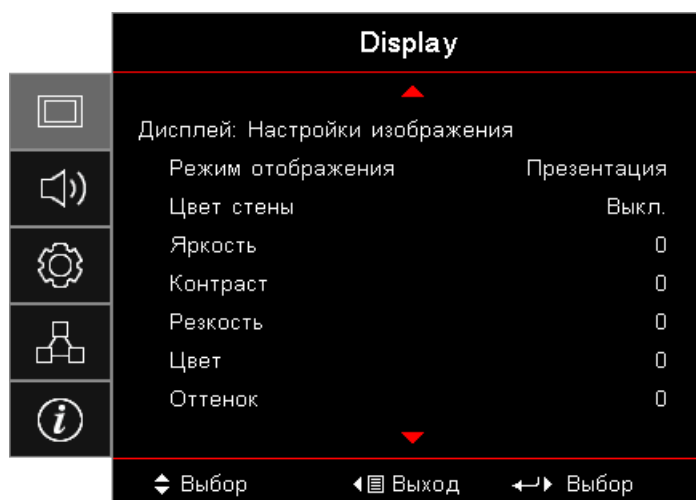 Display
Дисплей: Настройки изображения
Режим отображения Презентация
Цвет стены Выкл.
Яркость 0
Контраст 0
Резкость 0
Цвет 0
Оттенок 0
Выбор Выход Выбор